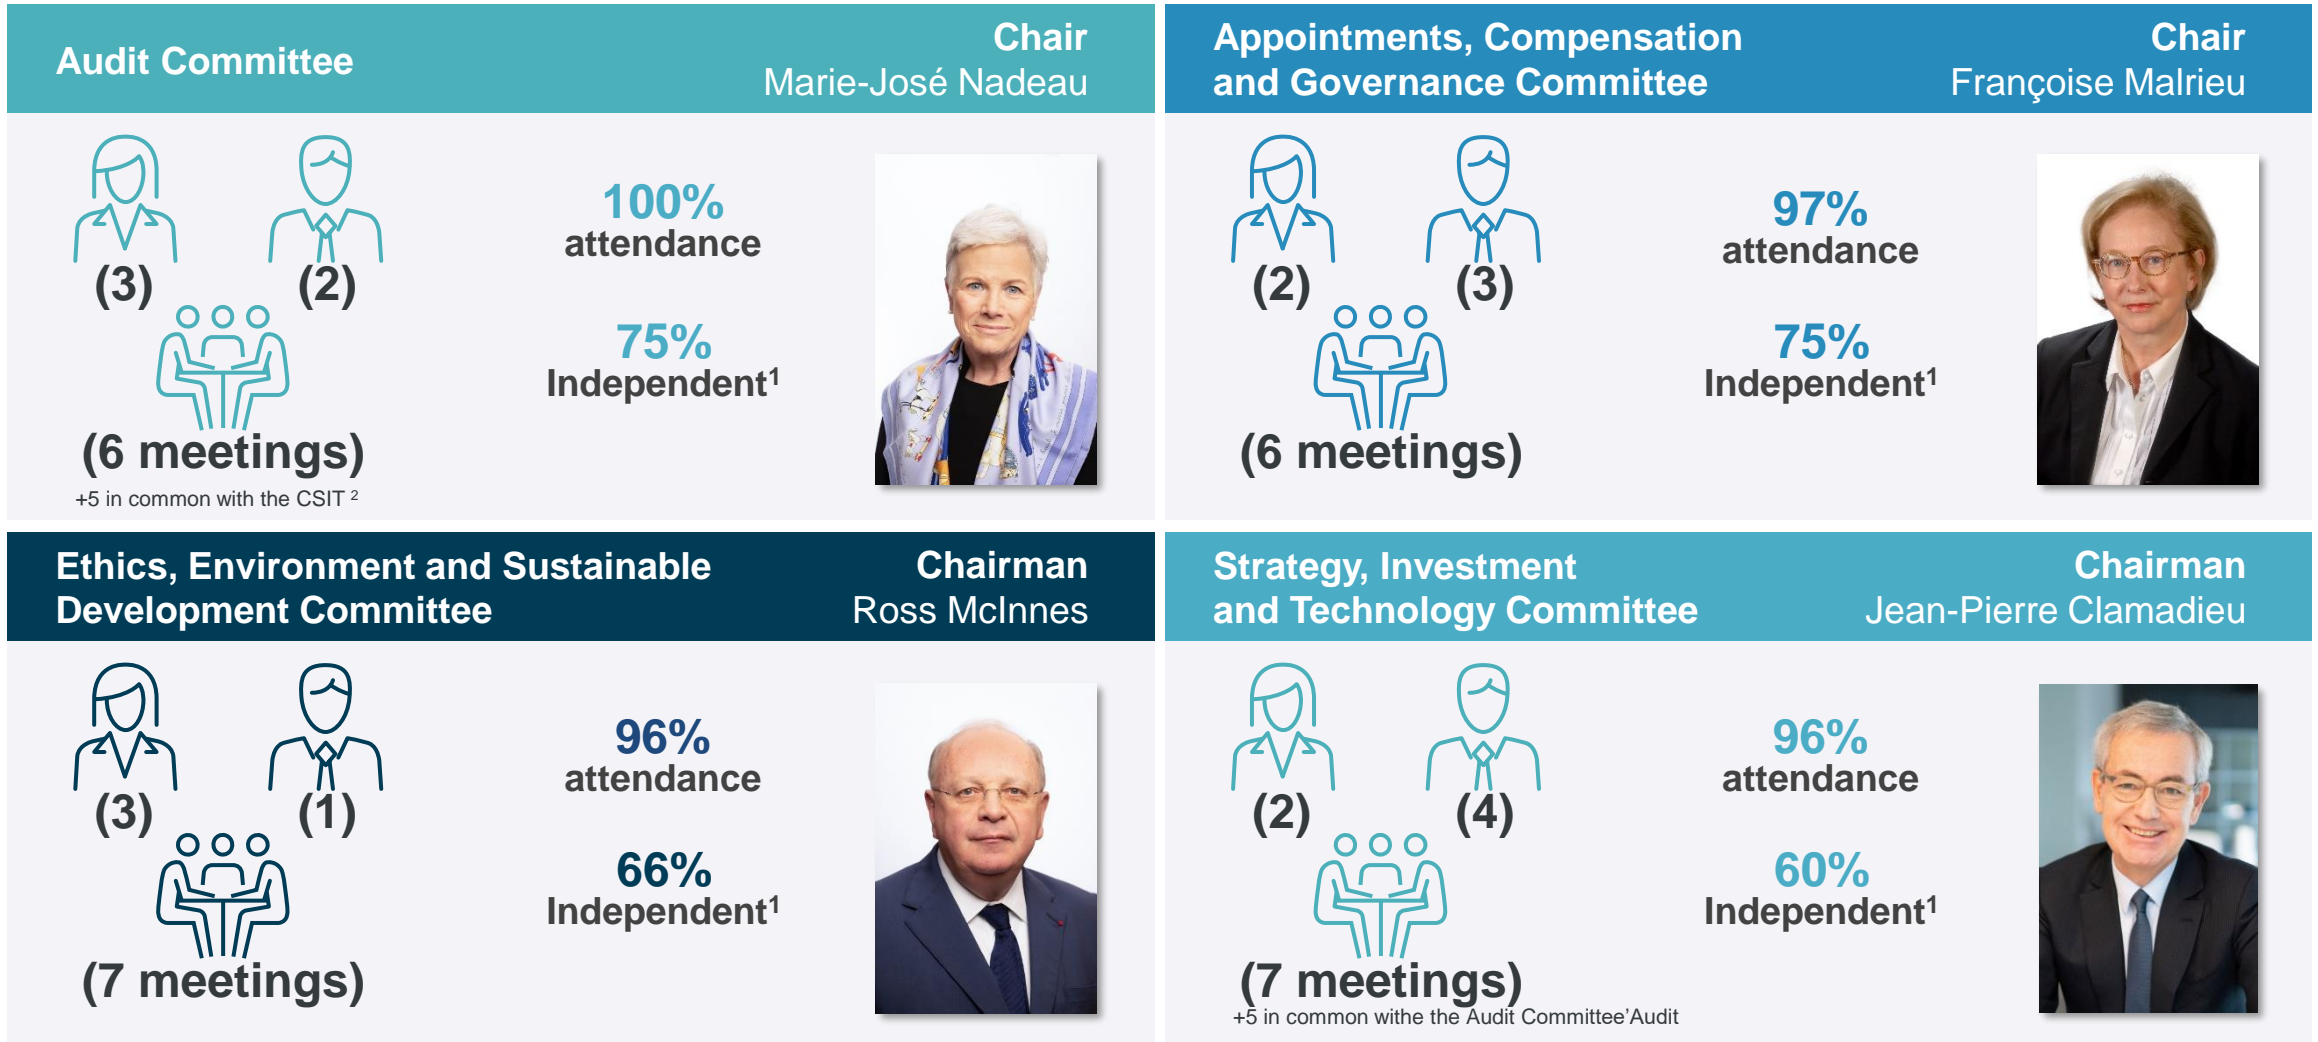 Audit Committee
Chair
Marie-José Nadeau
(3)
(2)
(6 meetings)
+5 in common with the CSIT ²
100%
attendance
75%
Independent¹
Appointments, Compensation
and Governance Committee
Chair
Françoise Malrieu
(2)
(3)
(6 meetings)
97%
attendance
75%
Independent¹
Ethics, Environment and Sustainable
Development Committee
Chairman
Ross McInnes
(3)
(1)
(7 meetings)
96%
attendance
66%
Independent¹
Strategy, Investment
and Technology Committee
Chairman
Jean-Pierre Clamadieu
(2)
(4)
(7 meetings)
+5 in common withe the Audit Committee'Audit
96%
attendance
60%
Independent¹